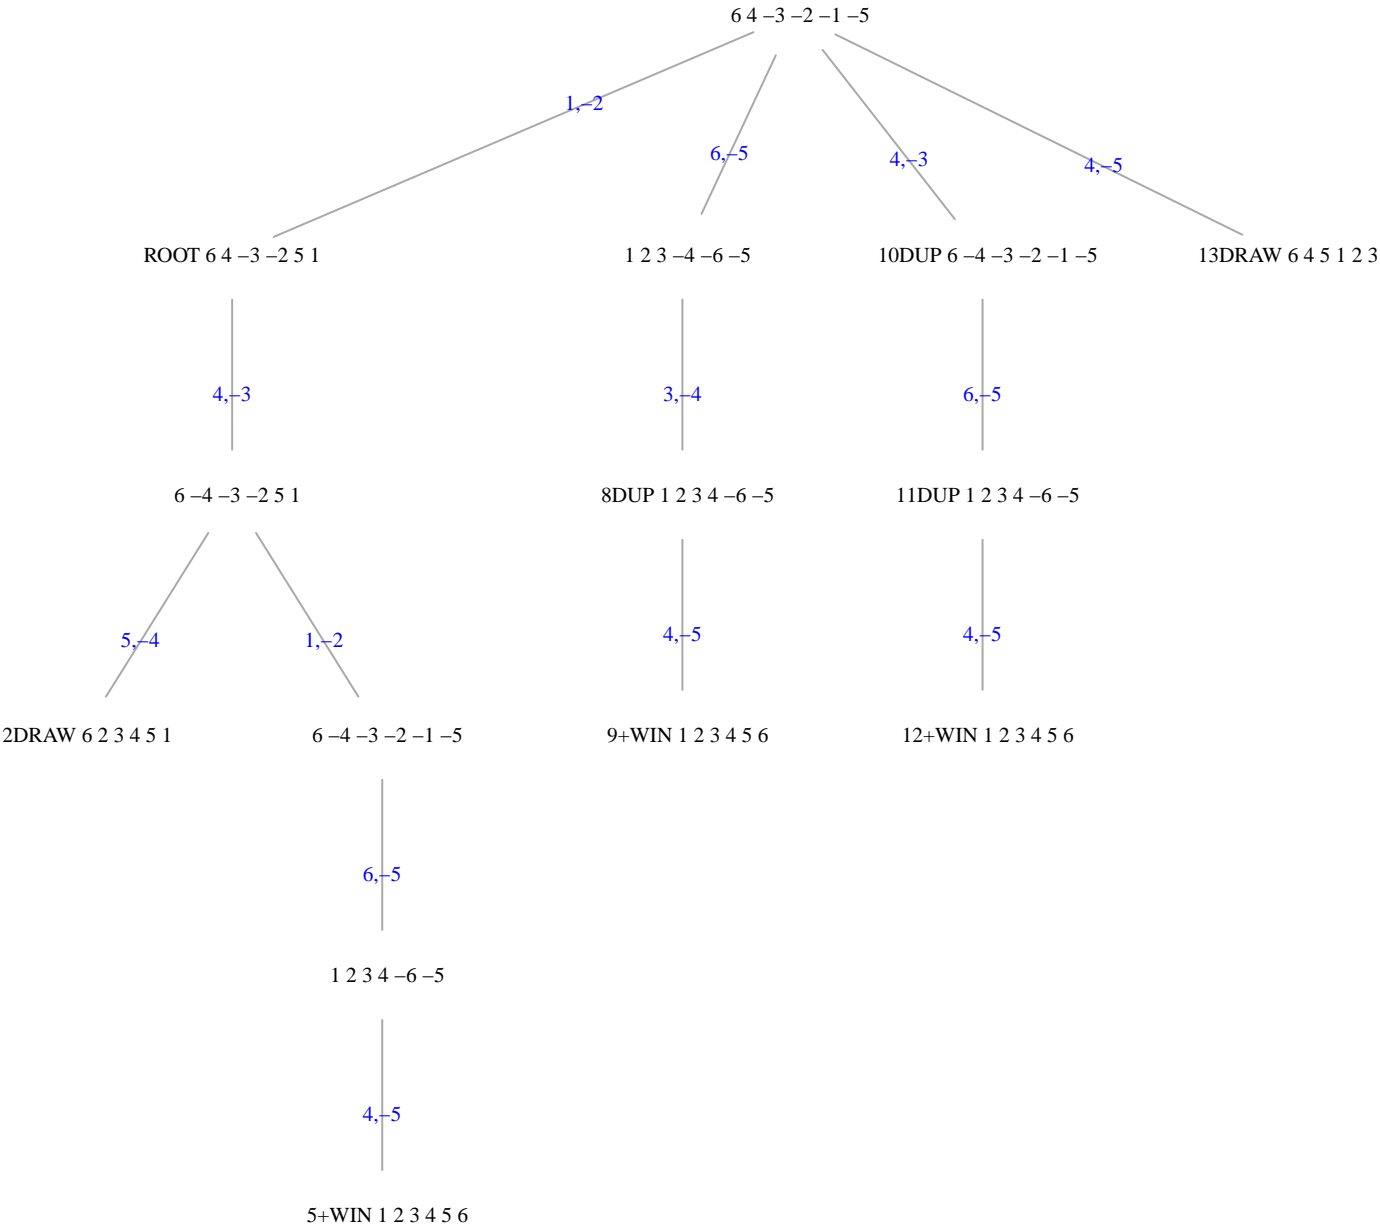 6 4 –3 –2 –1 –5
1,–2
6,–5
4,–3
4,–5
ROOT 6 4 –3 –2 5 1
1 2 3 –4 –6 –5
10DUP 6 –4 –3 –2 –1 –5
13DRAW 6 4 5 1 2 3
4,–3
3,–4
6,–5
6 –4 –3 –2 5 1
8DUP 1 2 3 4 –6 –5
11DUP 1 2 3 4 –6 –5
5,–4
1,–2
4,–5
4,–5
2DRAW 6 2 3 4 5 1
6 –4 –3 –2 –1 –5
9+WIN 1 2 3 4 5 6
12+WIN 1 2 3 4 5 6
6,–5
1 2 3 4 –6 –5
4,–5
5+WIN 1 2 3 4 5 6